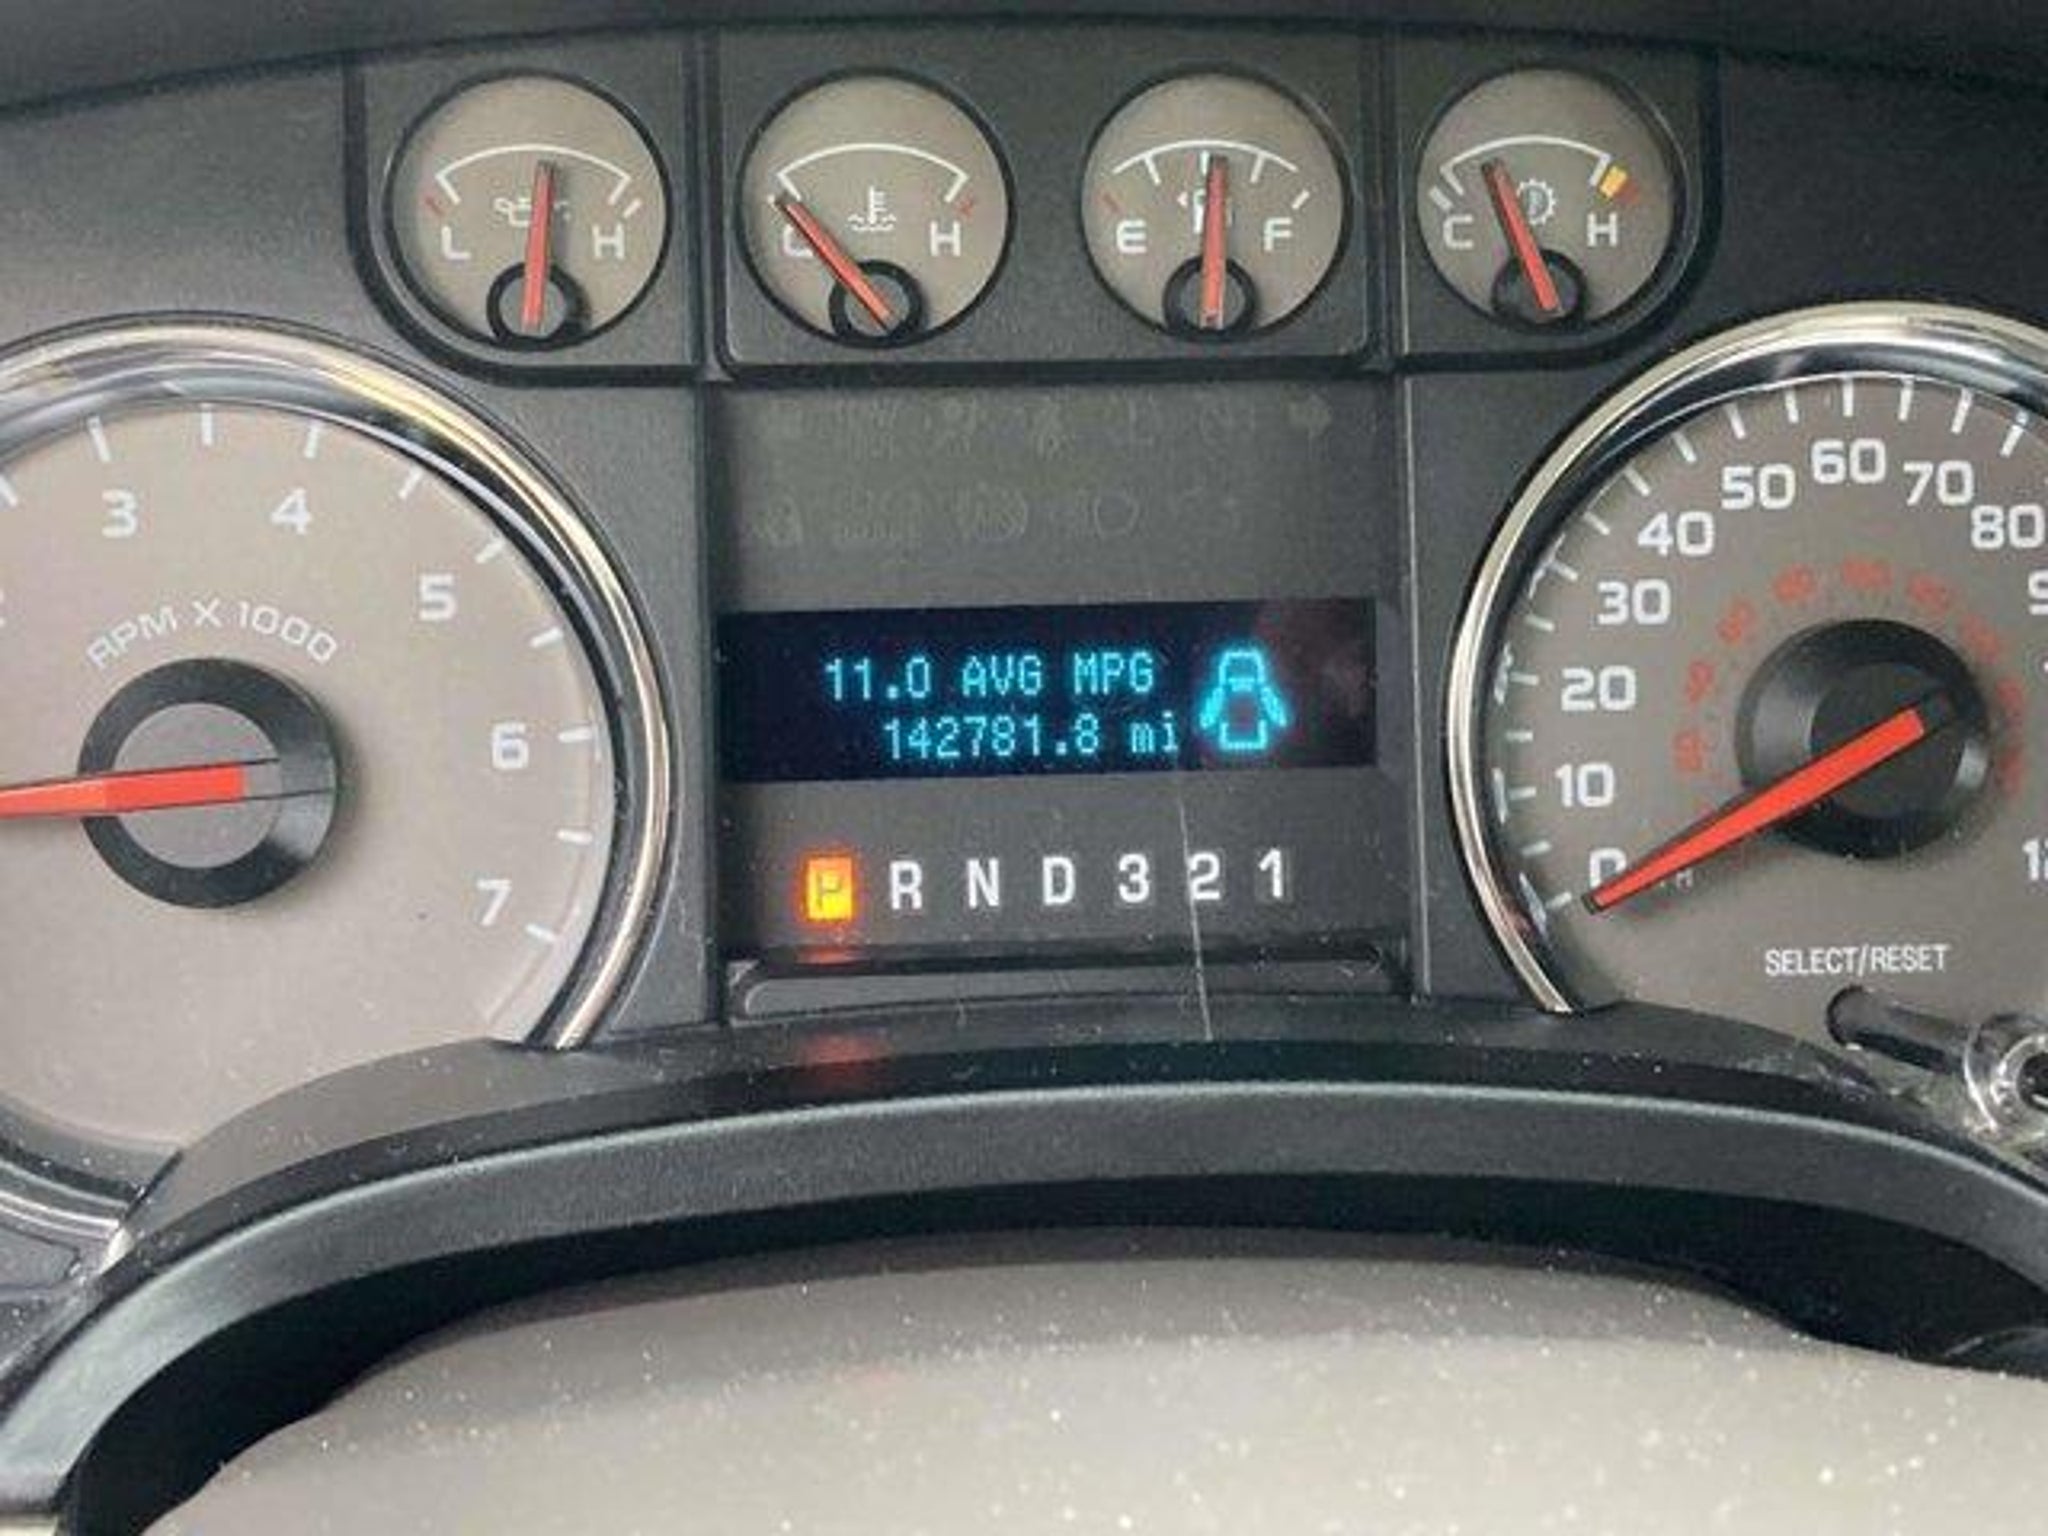 L H
C H
E F
C H
2 3 4 5 6 7
RPM X 1000
11.0 AVG MPG
142781.8 mi
P R N D 3 2 1
0 10 20 30 40 50 60 70 80
SELECT/RESET